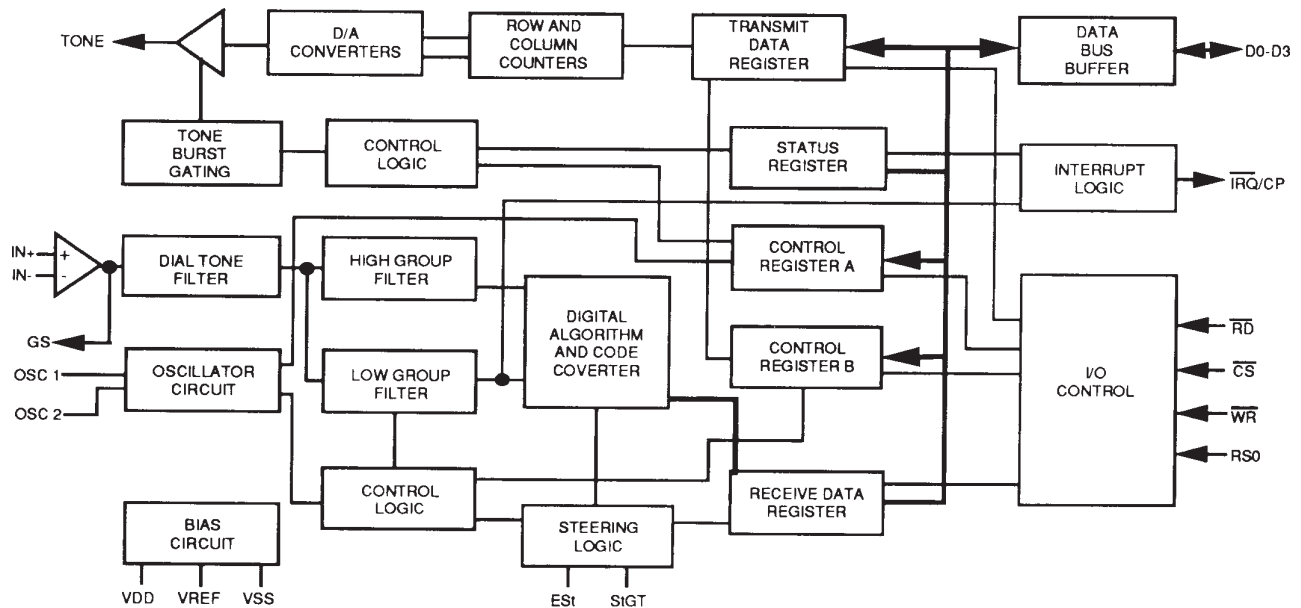 TONE
D/A
CONVERTERS
ROW AND
COLUMN
COUNTERS
TRANSMIT
DATA
REGISTER
DATA
BUS
BUFFER
D0-D3
TONE
BURST
GATING
CONTROL
LOGIC
STATUS
REGISTER
INTERRUPT
LOGIC
IRQ/CP
IN+
IN-
+
-
DIAL TONE
FILTER
HIGH GROUP
FILTER
CONTROL
REGISTER A
GS
DIGITAL
ALGORITHM
AND CODE
COVERTER
OSC 1
OSC 2
OSCILLATOR
CIRCUIT
LOW GROUP
FILTER
CONTROL
REGISTER B
I/O
CONTROL
RD
CS
WR
RS0
CONTROL
LOGIC
RECEIVE DATA
REGISTER
BIAS
CIRCUIT
STEERING
LOGIC
VDD VREF VSS
ESt StGT